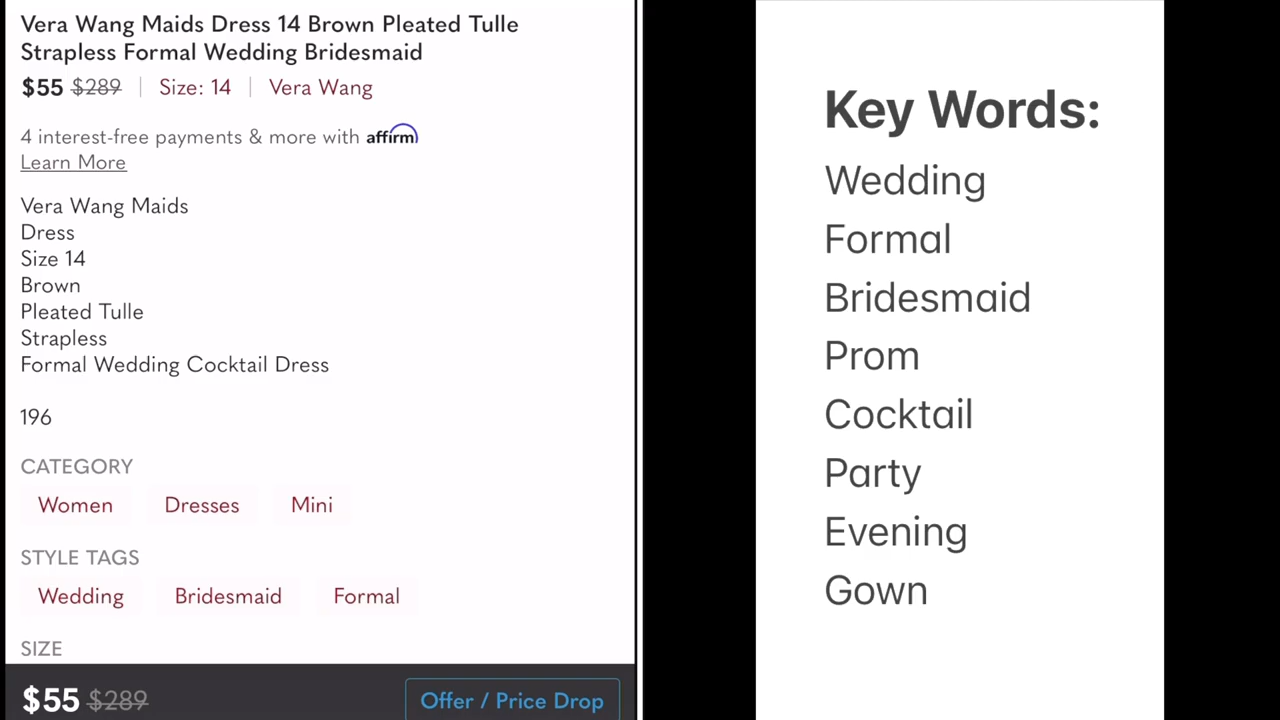 Vera Wang Maids Dress 14 Brown Pleated Tulle
Strapless Formal Wedding Bridesmaid
$55 $289 | Size: 14 | Vera Wang
4 interest-free payments & more with affirm
Learn More
Vera Wang Maids
Dress
Size 14
Brown
Pleated Tulle
Strapless
Formal Wedding Cocktail Dress
196
CATEGORY
Women Dresses Mini
STYLE TAGS
Wedding Bridesmaid Formal
SIZE
$55 $289 Offer / Price Drop
Key Words:
Wedding
Formal
Bridesmaid
Prom
Cocktail
Party
Evening
Gown